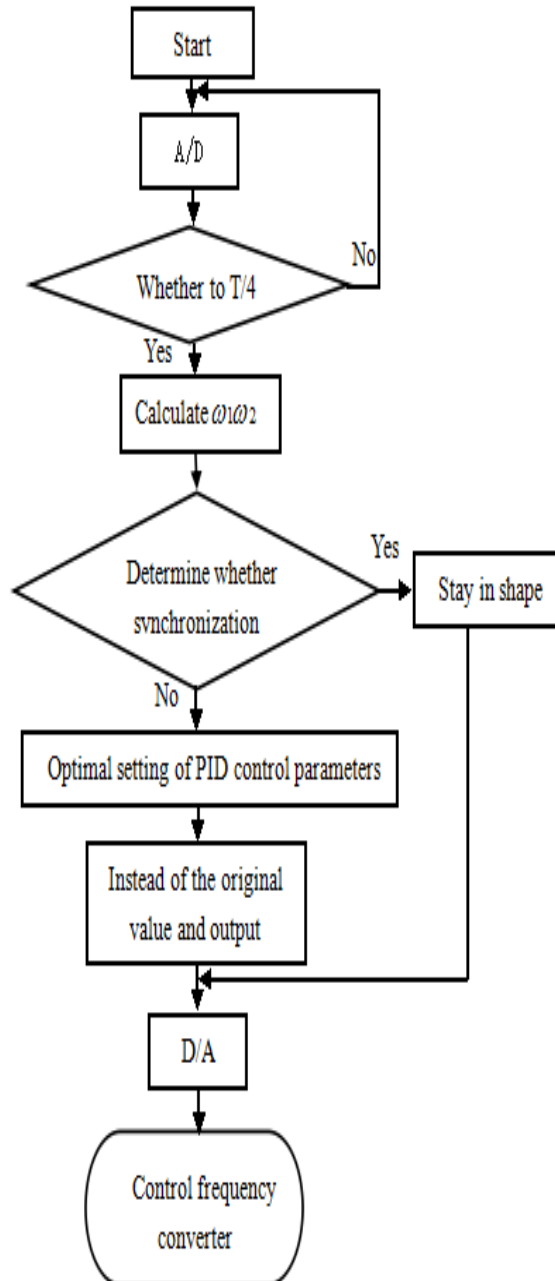 Start
A/D
No
Whether to T/4
Yes
Calculate ω1ω2
Yes
Determine whether
svnchronization
Stay in shape
No
Optimal setting of PID control parameters
Instead of the original
value and output
D/A
Control frequency
converter